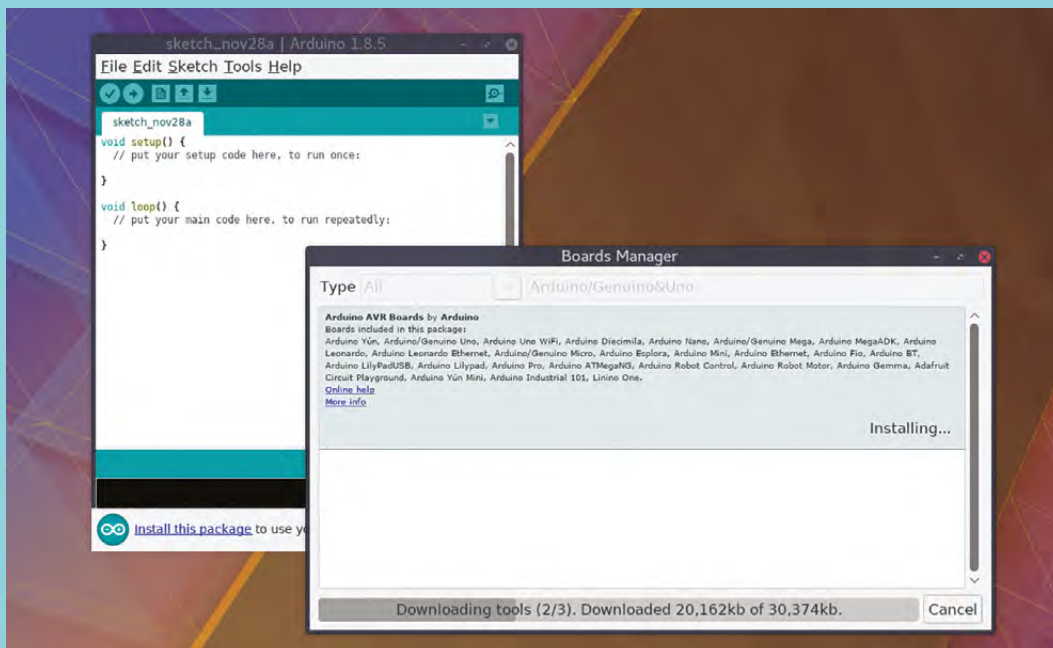 sketch_nov28a | Arduino 1.8.5
File Edit Sketch Tools Help
sketch_nov28a
void setup() {
// put your setup code here, to run once:
}
void loop() {
// put your main code here, to run repeatedly:
}
Install this package to use yo
Boards Manager
Type All Arduino/Genuino&Uno
Arduino AVR Boards by Arduino
Boards included in this package:
Arduino Yún, Arduino/Genuino Uno, Arduino Uno WiFi, Arduino Diecimila, Arduino Nano, Arduino/Genuino Mega, Arduino MegaADK, Arduino
Leonardo, Arduino Leonardo Ethernet, Arduino/Genuino Micro, Arduino Esplora, Arduino Mini, Arduino Ethernet, Arduino Fio, Arduino BT,
Arduino LilyPadUSB, Arduino Lilypad, Arduino Pro, Arduino ATMegaNG, Arduino Robot Control, Arduino Robot Motor, Arduino Gemma, Adafruit
Circuit Playground, Arduino Yún Mini, Arduino Industrial 101, Linino One.
Online help
More info
Installing...
Downloading tools (2/3). Downloaded 20,162kb of 30,374kb.
Cancel